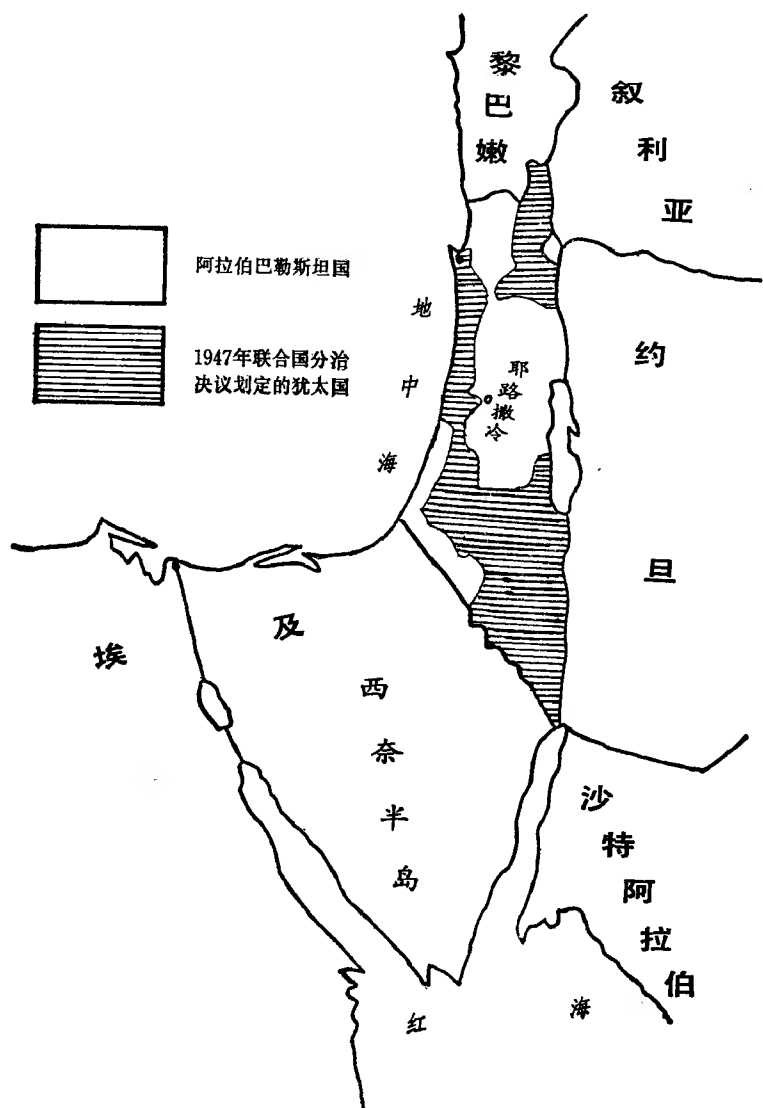 黎巴嫩
叙利亚
阿拉伯巴勒斯坦国
1947年联合国分治
决议划定的犹太国
地中海
耶路撒冷
约旦
埃及
西奈半岛
沙特阿拉伯
红海